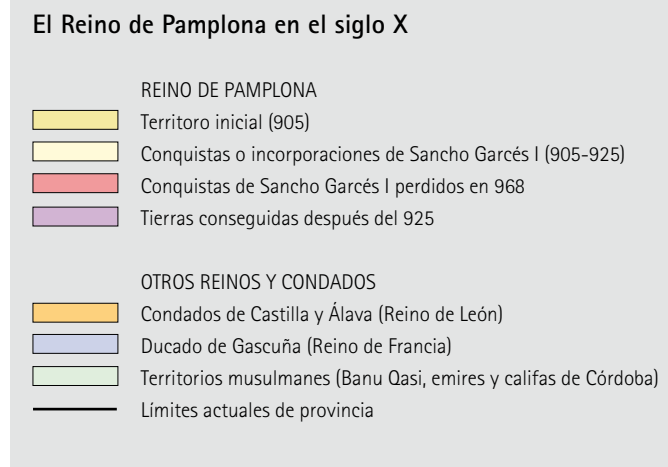 El Reino de Pamplona en el siglo X
REINO DE PAMPLONA
Territoro inicial (905)
Conquistas o incorporaciones de Sancho Garcés I (905-925)
Conquistas de Sancho Garcés I perdidos en 968
Tierras conseguidas después del 925
OTROS REINOS Y CONDADOS
Condados de Castilla y Álava (Reino de León)
Ducado de Gascuña (Reino de Francia)
Territorios musulmanes (Banu Qasi, emires y califas de Córdoba)
Límites actuales de provincia